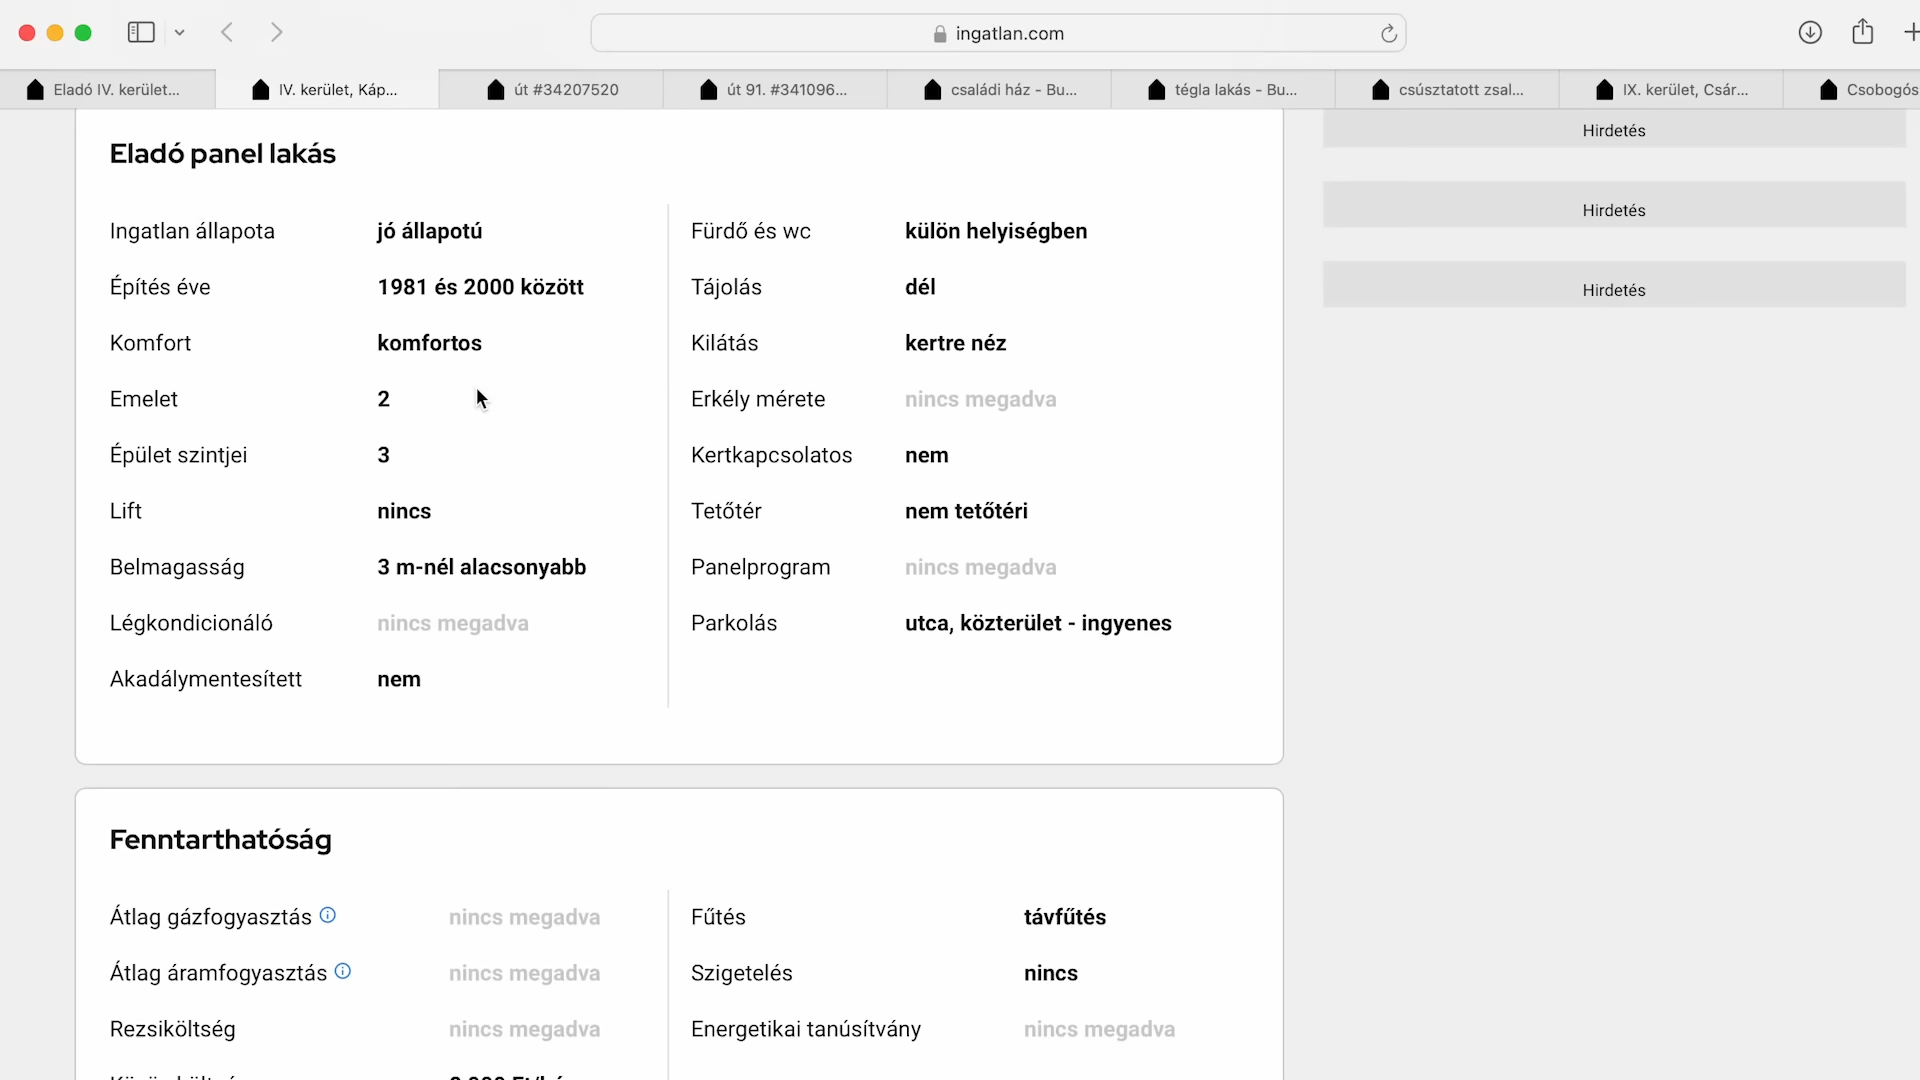 ingatlan.com
Eladó IV. kerület...
IV. kerület, Káp...
út #34207520
út 91. #341096...
családi ház - Bu...
tégla lakás - Bu...
csúsztatott zsal...
IX. kerület, Csár...
Csobogós
Eladó panel lakás
Ingatlan állapota jó állapotú
Építés éve 1981 és 2000 között
Komfort komfortos
Emelet 2
Épület szintjei 3
Lift nincs
Belmagasság 3 m-nél alacsonyabb
Légkondicionáló nincs megadva
Akadálymentesített nem
Fürdő és wc külön helyiségben
Tájolás dél
Kilátás kertre néz
Erkély mérete nincs megadva
Kertkapcsolatos nem
Tetőtér nem tetőtéri
Panelprogram nincs megadva
Parkolás utca, közterület - ingyenes
Hirdetés
Hirdetés
Hirdetés
Fenntarthatóság
Átlag gázfogyasztás nincs megadva
Átlag áramfogyasztás nincs megadva
Rezsiköltség nincs megadva
Fűtés távfűtés
Szigetelés nincs
Energetikai tanúsítvány nincs megadva